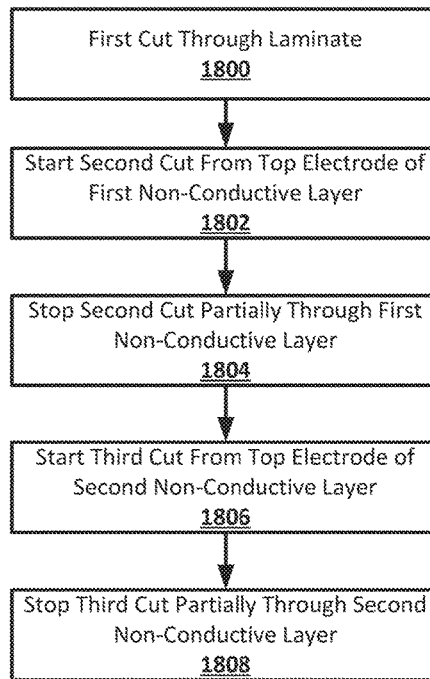 First Cut Through Laminate
1800
Start Second Cut From Top Electrode of
First Non-Conductive Layer
1802
Stop Second Cut Partially Through First
Non-Conductive Layer
1804
Start Third Cut From Top Electrode of
Second Non-Conductive Layer
1806
Stop Third Cut Partially Through Second
Non-Conductive Layer
1808